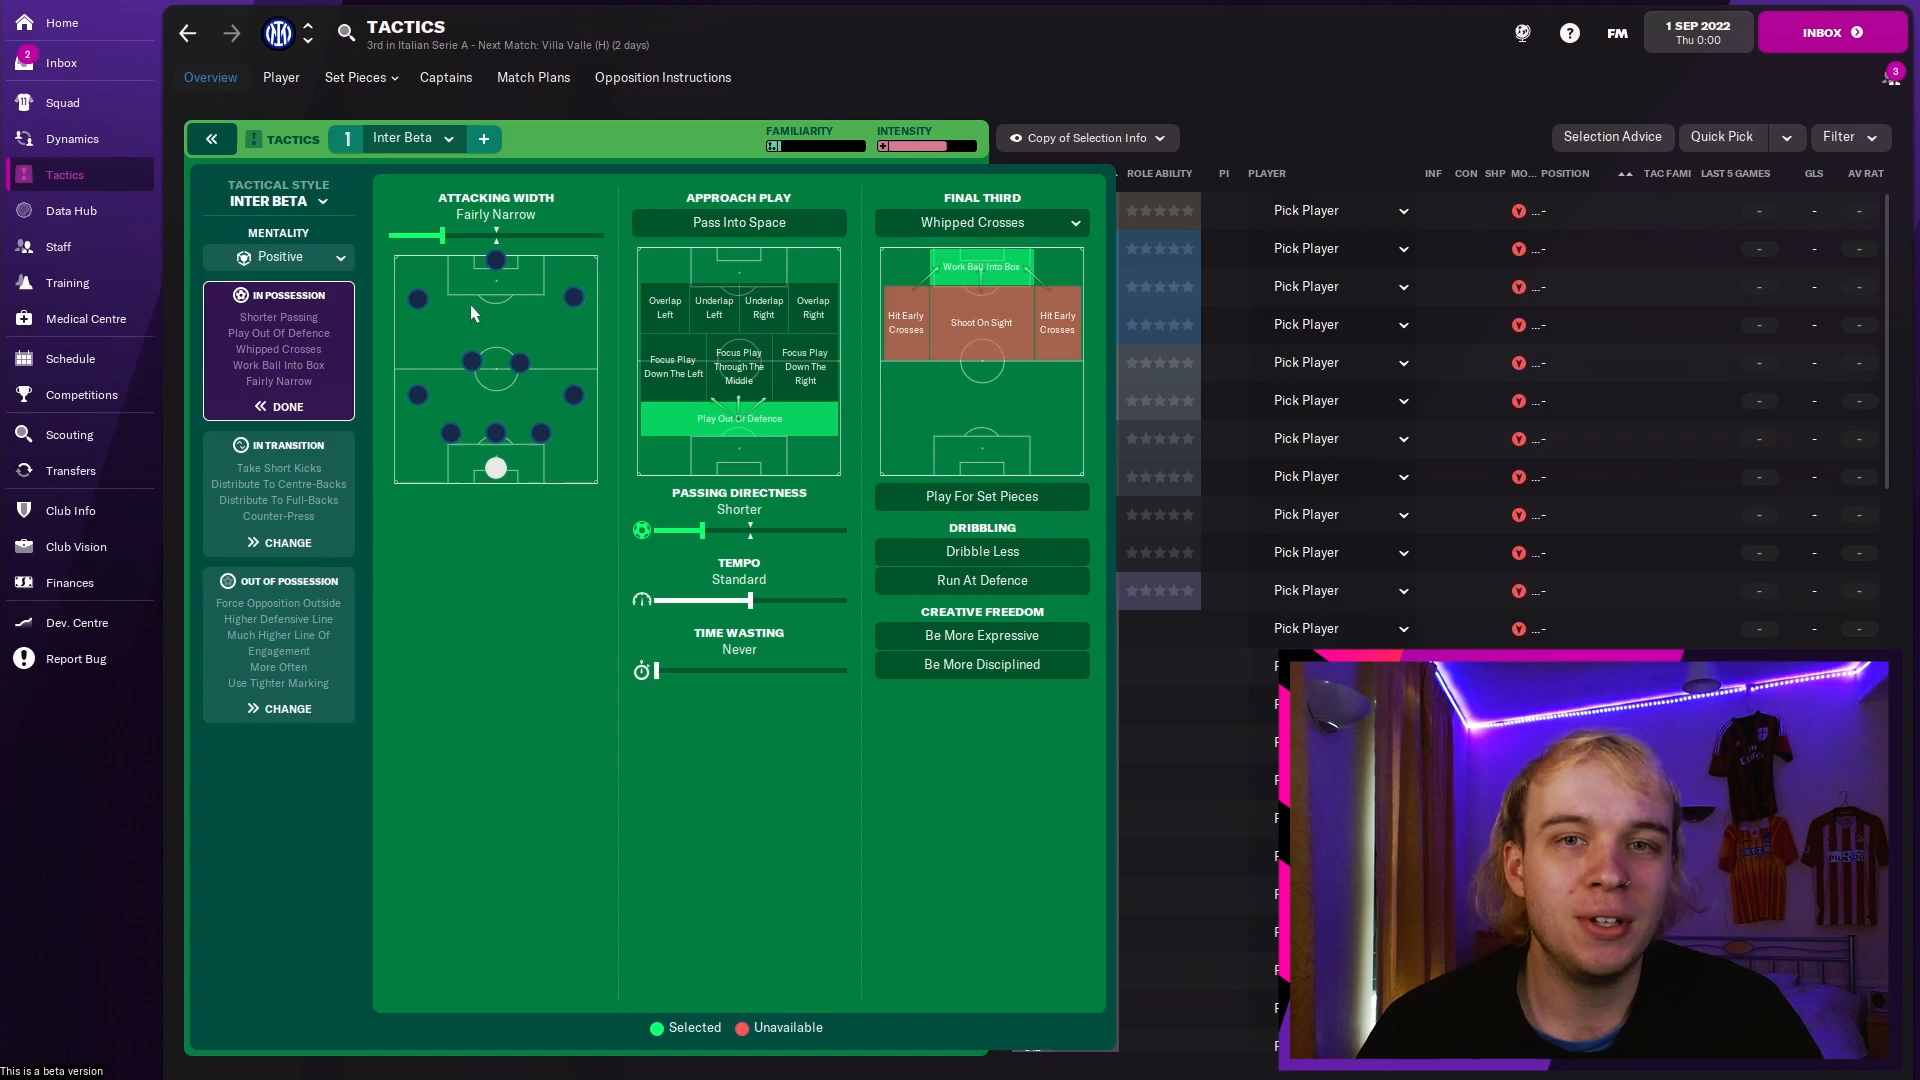 Home
2
Inbox
Squad
Dynamics
Tactics
Data Hub
Staff
Training
Medical Centre
Schedule
Competitions
Scouting
Transfers
Club Info
Club Vision
Finances
Dev. Centre
Report Bug
This is a beta version
TACTICS
3rd in Italian Serie A - Next Match: Villa Valle (H) (2 days)
?
FM
1 SEP 2022
Thu 0:00
INBOX
Overview
Player
Set Pieces
Captains
Match Plans
Opposition Instructions
3
TACTICS
1
Inter Beta
+
FAMILIARITY
INTENSITY
Copy of Selection Info
Selection Advice
Quick Pick
Filter
TACTICAL STYLE
INTER BETA
MENTALITY
Positive
IN POSSESSION
Shorter Passing
Play Out Of Defence
Whipped Crosses
Work Ball Into Box
Fairly Narrow
DONE
IN TRANSITION
Take Short Kicks
Distribute To Centre-Backs
Distribute To Full-Backs
Counter-Press
CHANGE
OUT OF POSSESSION
Force Opposition Outside
Higher Defensive Line
Much Higher Line Of
Engagement
More Often
Use Tighter Marking
CHANGE
ATTACKING WIDTH
Fairly Narrow
APPROACH PLAY
Pass Into Space
Overlap Left
Underlap Left
Underlap Right
Overlap Right
Focus Play Down The Left
Focus Play Through The Middle
Focus Play Down The Right
Play Out Of Defence
PASSING DIRECTNESS
Shorter
TEMPO
Standard
TIME WASTING
Never
FINAL THIRD
Whipped Crosses
Work Ball Into Box
Hit Early Crosses
Shoot On Sight
Hit Early Crosses
Play For Set Pieces
DRIBBLING
Dribble Less
Run At Defence
CREATIVE FREEDOM
Be More Expressive
Be More Disciplined
Selected
Unavailable
ROLE ABILITY PI PLAYER INF CON SHP MO... POSITION TAC FAMI LAST 5 GAMES GLS AV RAT
Pick Player ...- - - -
Pick Player ...- - - -
Pick Player ...- - - -
Pick Player ...- - - -
Pick Player ...- - - -
Pick Player ...- - - -
Pick Player ...- - - -
Pick Player ...- - - -
Pick Player ...- - - -
Pick Player ...- - - -
Pick Player ...- - - -
Pick Player ...- - - -